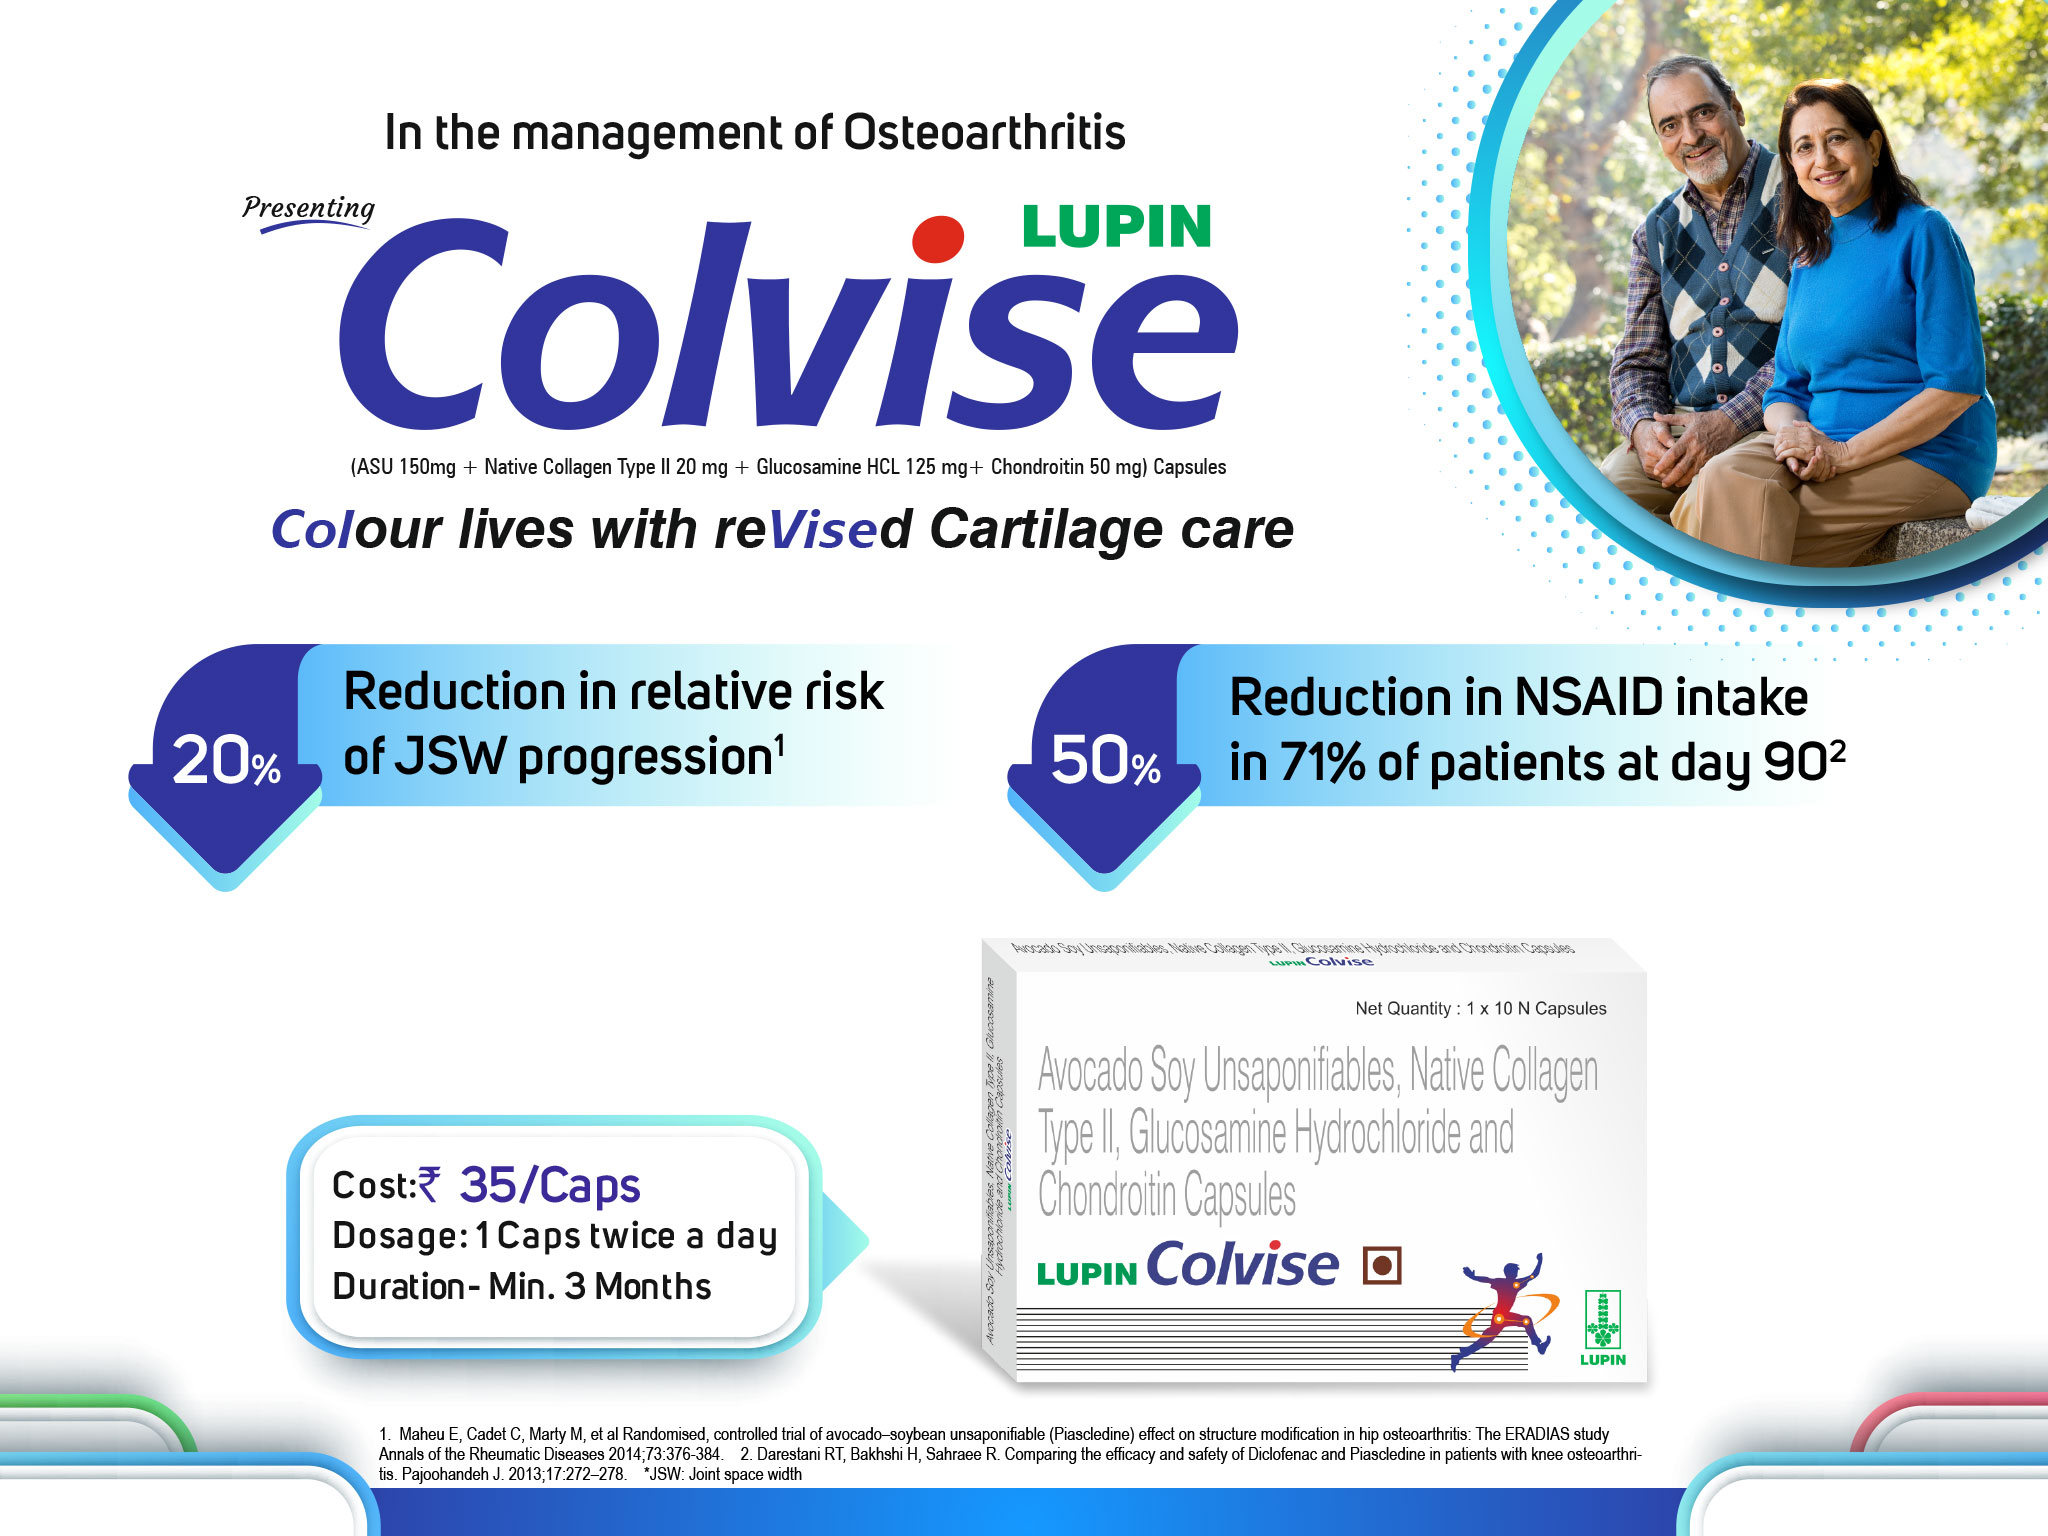 In the management of Osteoarthritis
Presenting
LUPIN
Colvise
(ASU 150mg + Native Collagen Type II 20 mg + Glucosamine HCL 125 mg+ Chondroitin 50 mg) Capsules
Colour lives with reVised Cartilage care
20%
Reduction in relative risk
of JSW progression¹
50%
Reduction in NSAID intake
in 71% of patients at day 90²
Avocado Soy Unsaponifiables, Native Collagen Type II, Glucosamine Hydrochloride and Chondroitin Capsules
LUPIN Colvise
Avocado Soy Unsaponifiables, Native Collagen Type II, Glucosamine
Hydrochloride and Chondroitin Capsules
LUPIN Colvise
Net Quantity : 1 x 10 N Capsules
Avocado Soy Unsaponifiables, Native Collagen
Type II, Glucosamine Hydrochloride and
Chondroitin Capsules
LUPIN Colvise
LUPIN
Cost:₹ 35/Caps
Dosage: 1 Caps twice a day
Duration- Min. 3 Months
1. Maheu E, Cadet C, Marty M, et al Randomised, controlled trial of avocado–soybean unsaponifiable (Piascledine) effect on structure modification in hip osteoarthritis: The ERADIAS study
Annals of the Rheumatic Diseases 2014;73:376-384. 2. Darestani RT, Bakhshi H, Sahraee R. Comparing the efficacy and safety of Diclofenac and Piascledine in patients with knee osteoarthri-
tis. Pajoohandeh J. 2013;17:272–278. *JSW: Joint space width